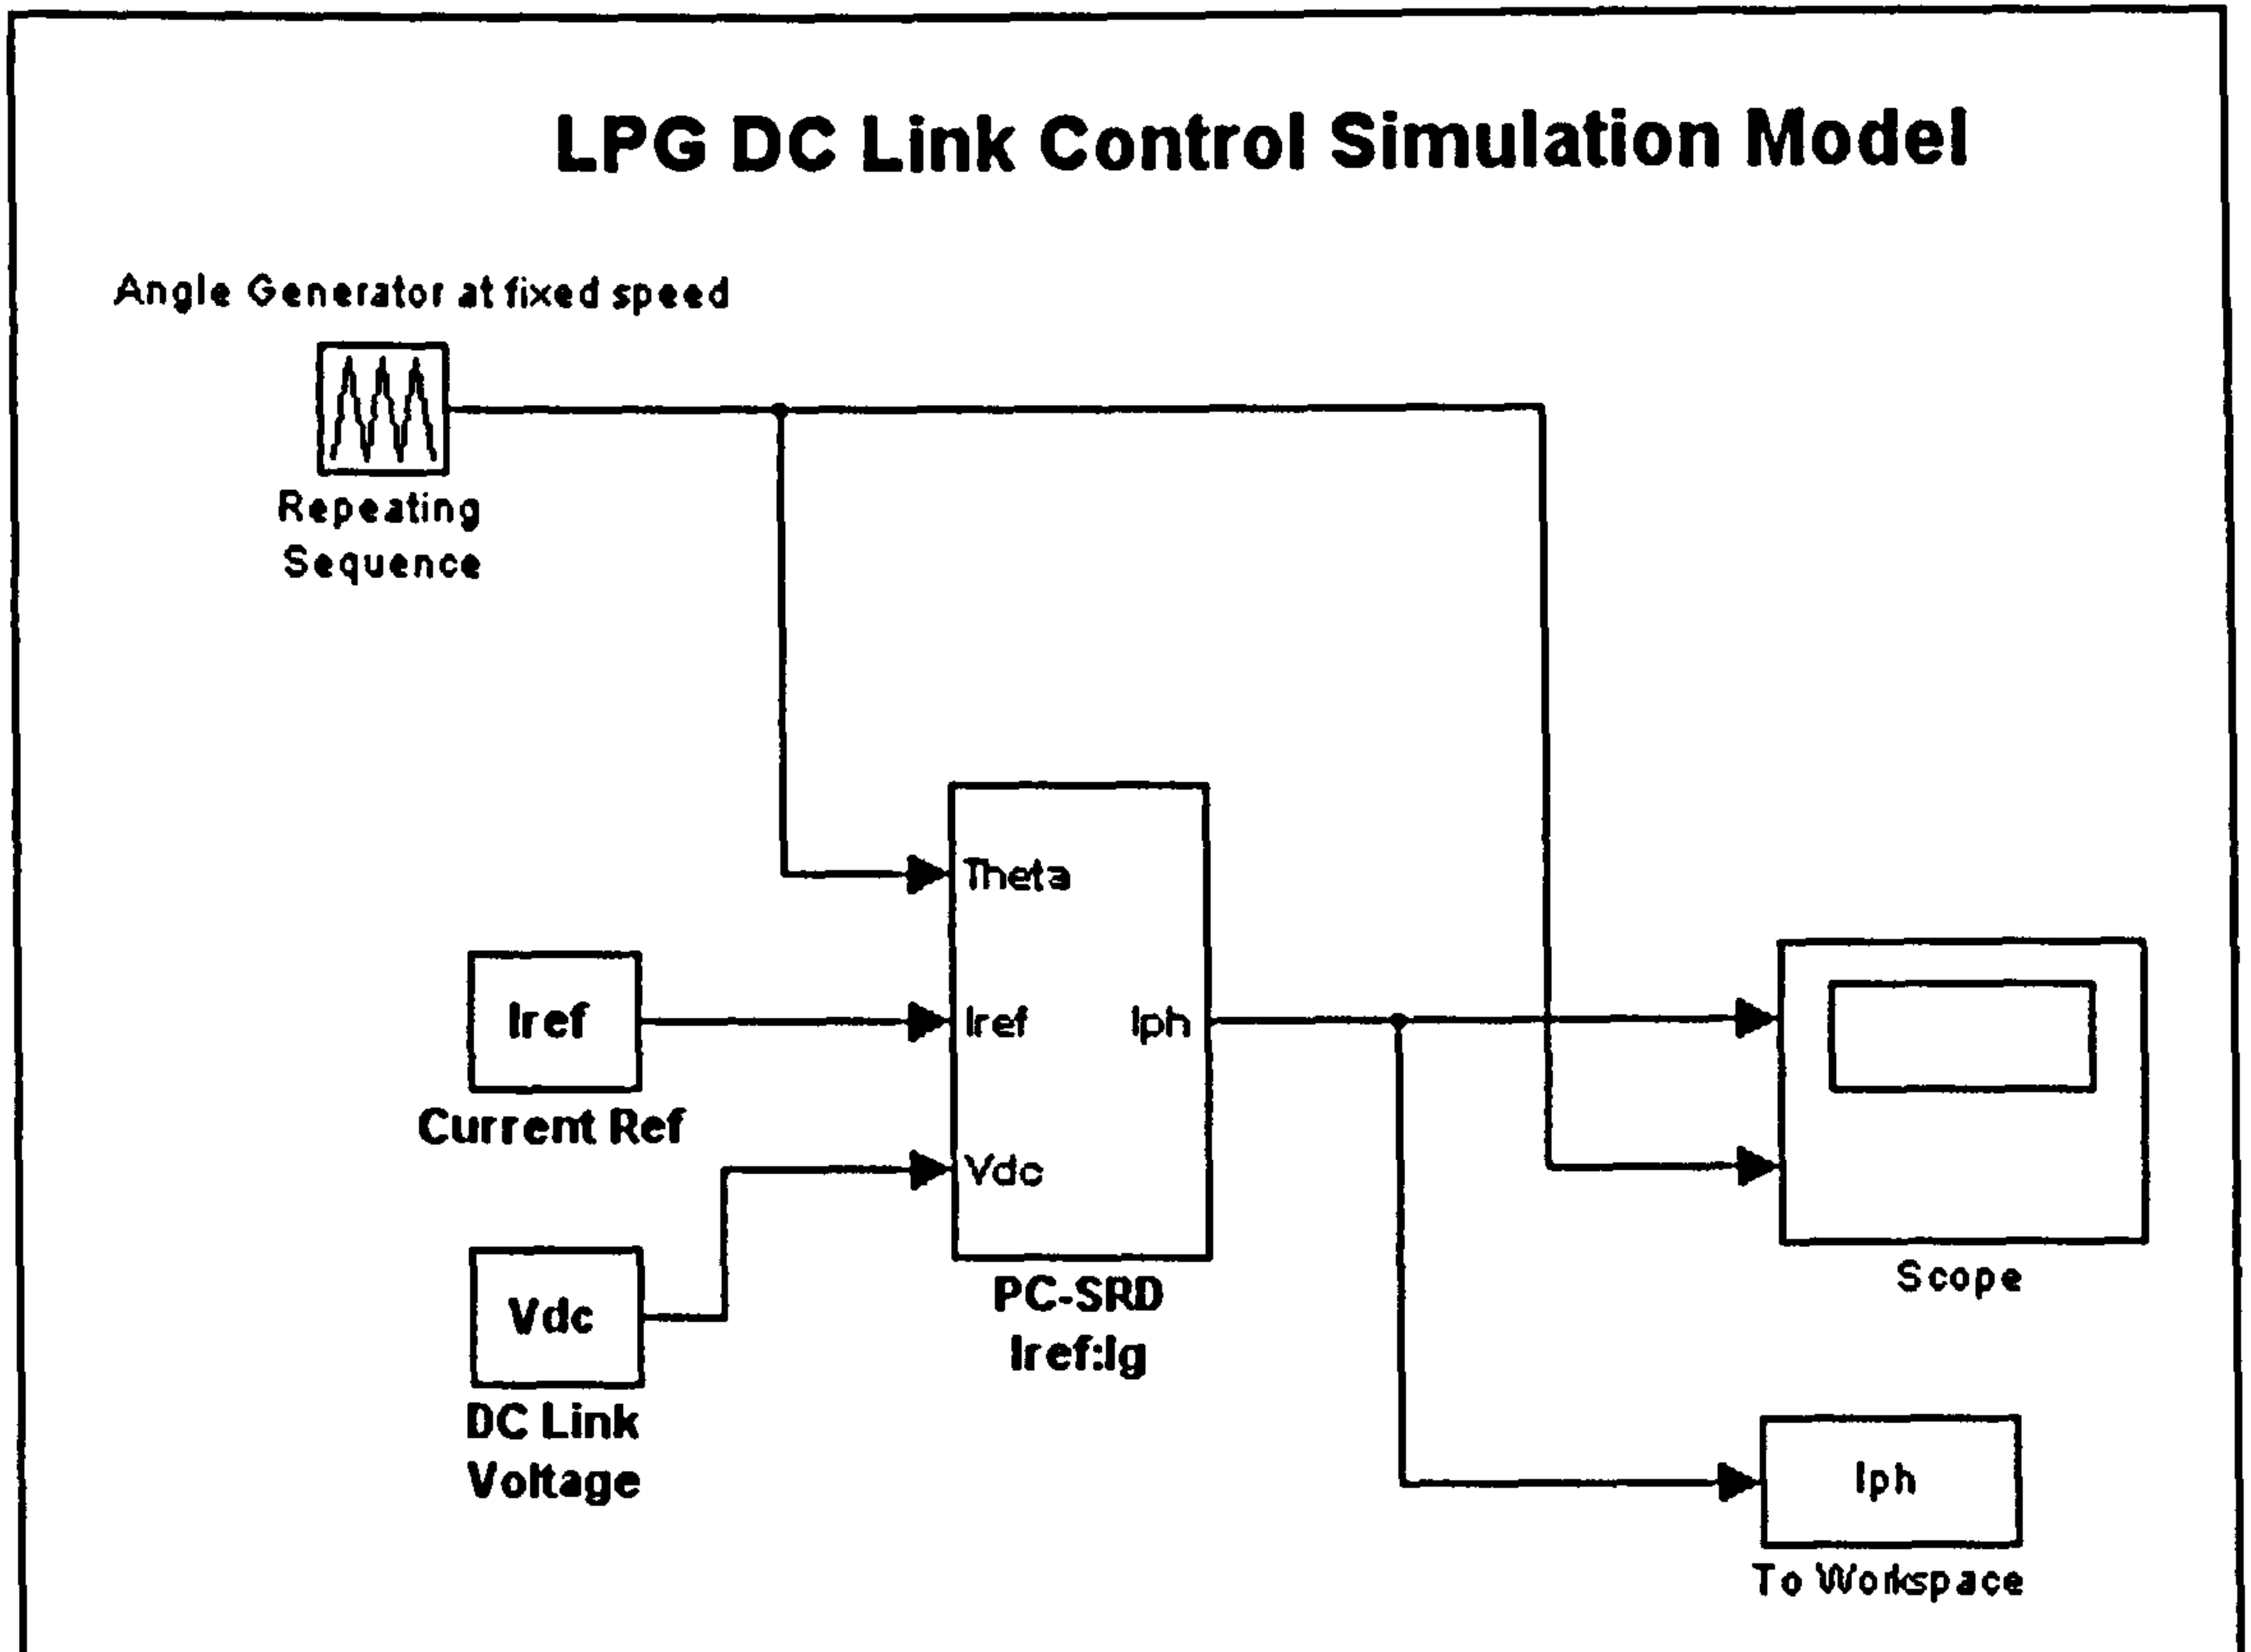 LPG DC Link Control Simulation Model
Angle Generator at fixed speed
Repeating
Sequence
Theta
Iref
Iref
Iph
Current Ref
Vdc
Vdc
PC-SRD
Iref:Ig
Scope
DC Link
Voltage
Iph
To Workspace